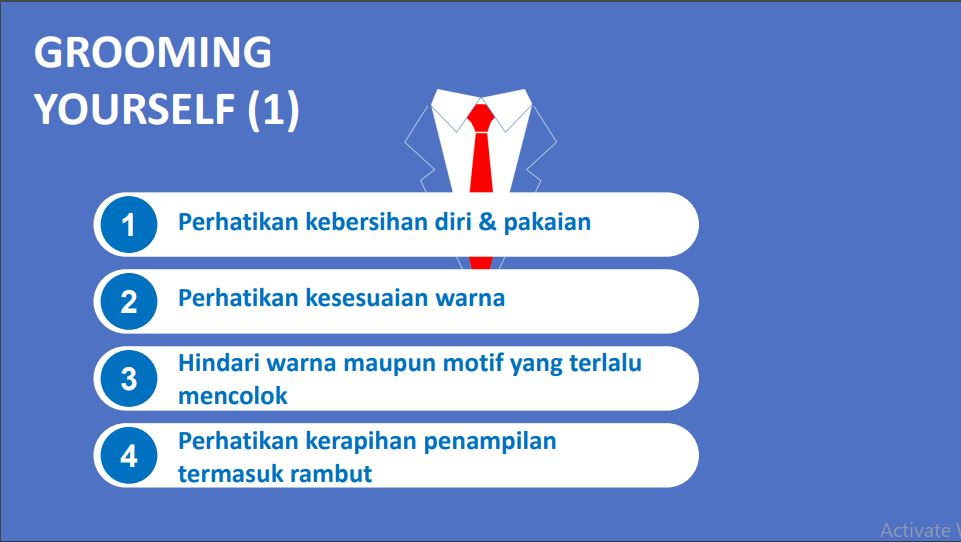 GROOMING
YOURSELF (1)
1 Perhatikan kebersihan diri & pakaian
2 Perhatikan kesesuaian warna
3 Hindari warna maupun motif yang terlalu
mencolok
4 Perhatikan kerapihan penampilan
termasuk rambut
Activate